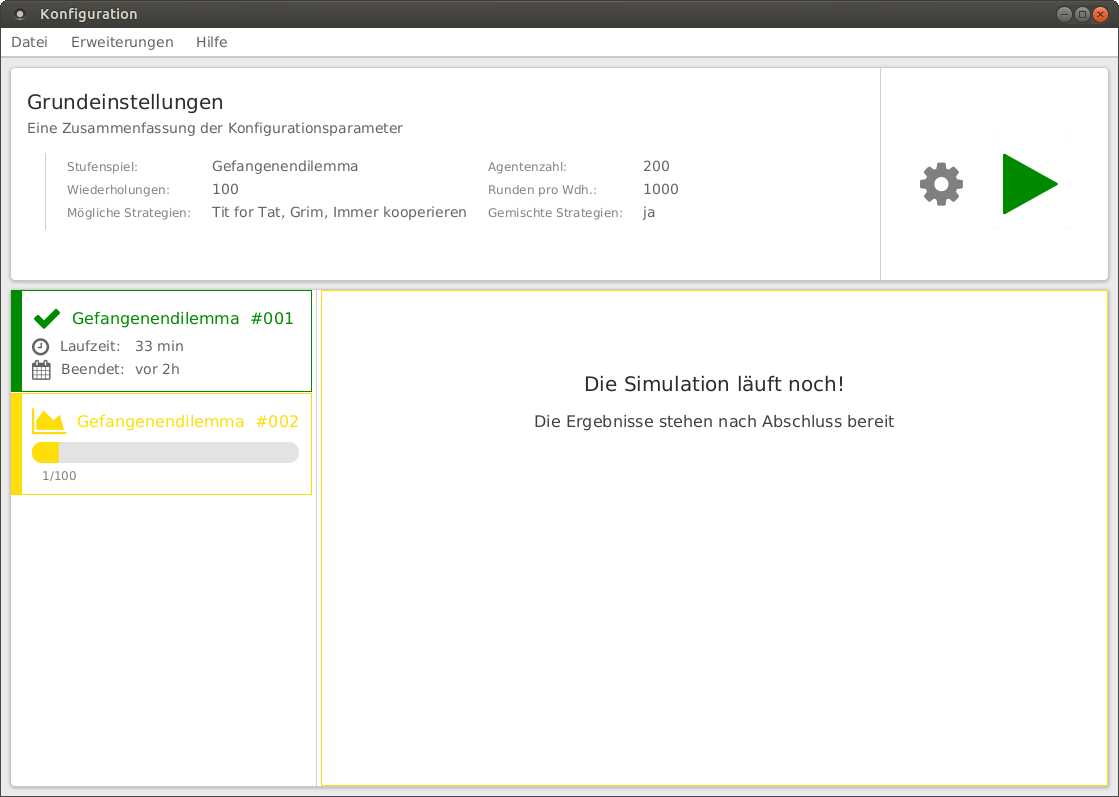 Konfiguration
Datei Erweiterungen Hilfe
Grundeinstellungen
Eine Zusammenfassung der Konfigurationsparameter
Stufenspiel: Gefangenendilemma Agentenzahl: 200
Wiederholungen: 100 Runden pro Wdh.: 1000
Mögliche Strategien: Tit for Tat, Grim, Immer kooperieren Gemischte Strategien: ja
Gefangenendilemma #001
Laufzeit: 33 min
Beendet: vor 2h
Gefangenendilemma #002
1/100
Die Simulation läuft noch!
Die Ergebnisse stehen nach Abschluss bereit